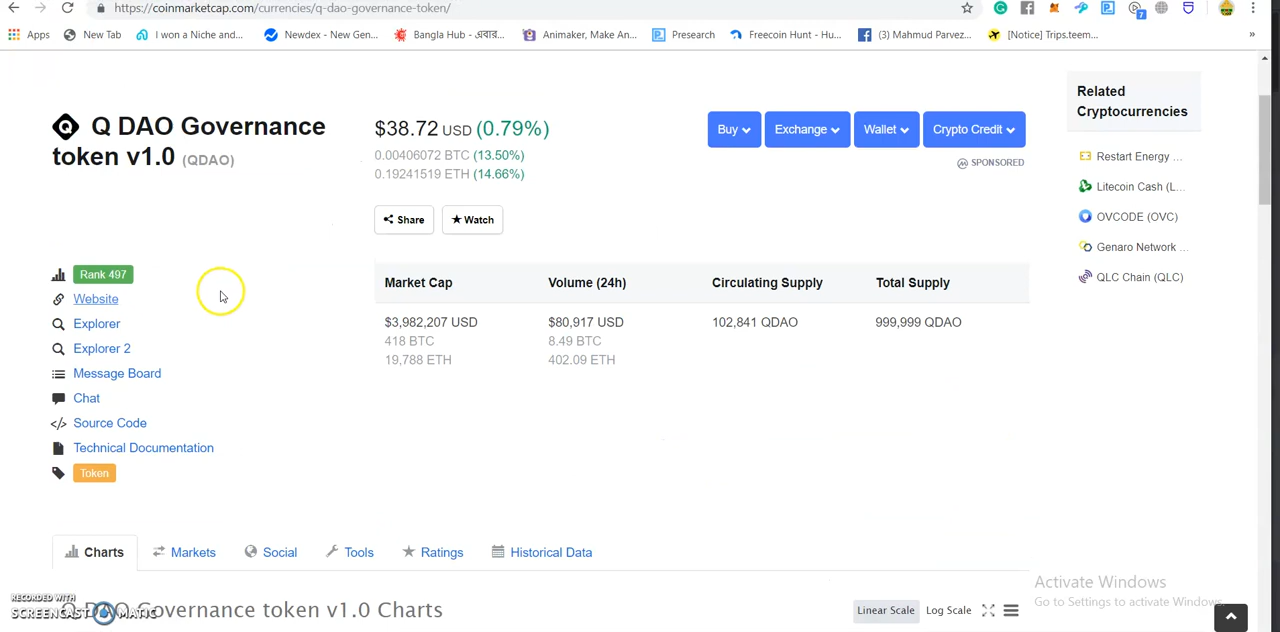 https://coinmarketcap.com/currencies/q-dao-governance-token/
7
Apps New Tab I won a Niche and... Newdex - New Gen... Bangla Hub - এবার... Animaker, Make An... Presearch Freecoin Hunt - Hu... (3) Mahmud Parvez... [Notice] Trips.teem... »
Q DAO Governance
token v1.0 (QDAO)
$38.72 USD (0.79%)
0.00406072 BTC (13.50%)
0.19241519 ETH (14.66%)
Share Watch
Buy Exchange Wallet Crypto Credit
SPONSORED
Related
Cryptocurrencies
Restart Energy ...
Litecoin Cash (L...
OVCODE (OVC)
Genaro Network ...
QLC Chain (QLC)
Rank 497
Website
Explorer
Explorer 2
Message Board
Chat
Source Code
Technical Documentation
Token
Market Cap Volume (24h) Circulating Supply Total Supply
$3,982,207 USD $80,917 USD 102,841 QDAO 999,999 QDAO
418 BTC 8.49 BTC
19,788 ETH 402.09 ETH
Charts Markets Social Tools Ratings Historical Data
Q DAO Governance token v1.0 Charts
Linear Scale Log Scale
Activate Windows
Go to Settings to activate Windows.
RECORDED WITH
SCREENCAST MATIC